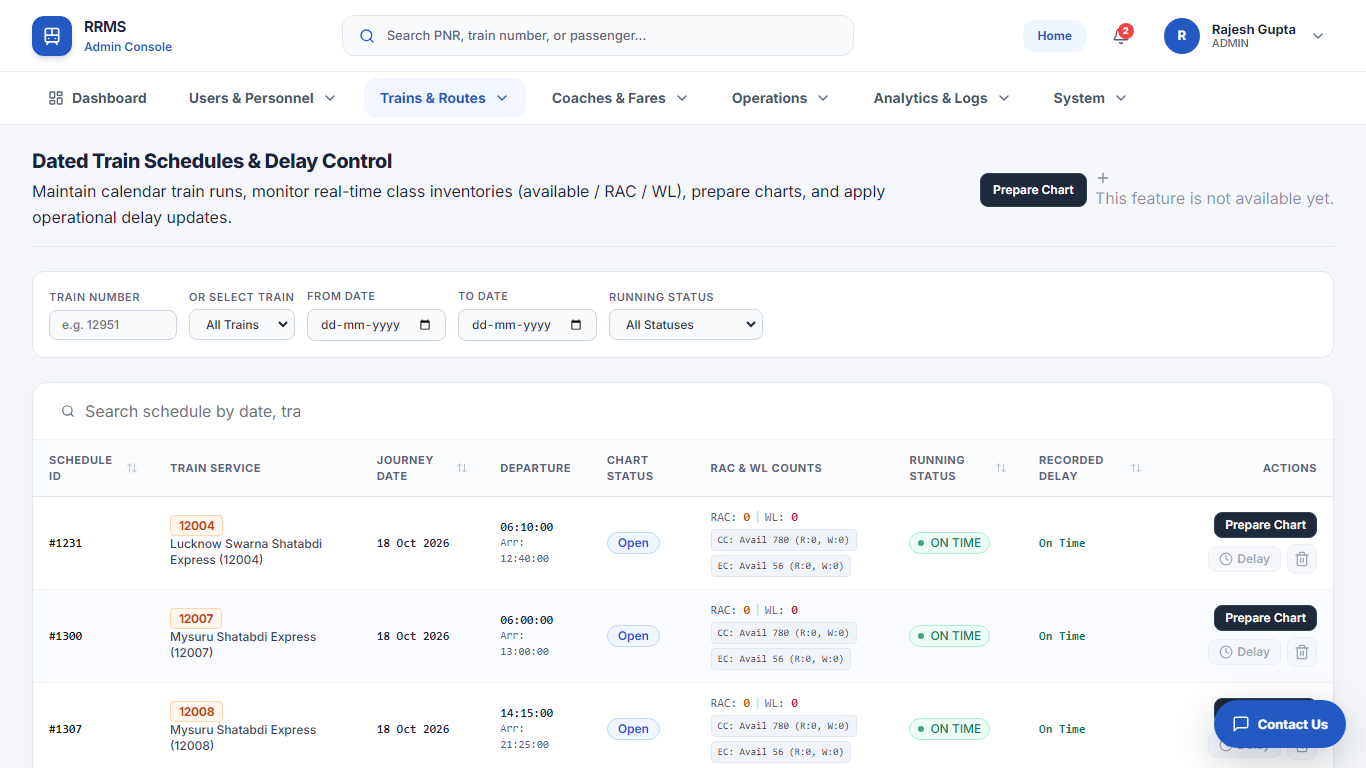 RRMS
Admin Console
Search PNR, train number, or passenger...
Home
2
R
Rajesh Gupta
ADMIN
Dashboard
Users & Personnel
Trains & Routes
Coaches & Fares
Operations
Analytics & Logs
System
Dated Train Schedules & Delay Control
Maintain calendar train runs, monitor real-time class inventories (available / RAC / WL), prepare charts, and apply
operational delay updates.
Prepare Chart
This feature is not available yet.
TRAIN NUMBER
OR SELECT TRAIN
FROM DATE
TO DATE
RUNNING STATUS
e.g. 12951
All Trains
dd-mm-yyyy
dd-mm-yyyy
All Statuses
Search schedule by date, tra
SCHEDULE
ID
TRAIN SERVICE
JOURNEY
DATE
DEPARTURE
CHART
STATUS
RAC & WL COUNTS
RUNNING
STATUS
RECORDED
DELAY
ACTIONS
#1231
12004
Lucknow Swarna Shatabdi
Express (12004)
18 Oct 2026
06:10:00
Arr:
12:40:00
Open
RAC: 0 | WL: 0
CC: Avail 780 (R:0, W:0)
EC: Avail 56 (R:0, W:0)
ON TIME
On Time
Prepare Chart
Delay
#1300
12007
Mysuru Shatabdi Express
(12007)
18 Oct 2026
06:00:00
Arr:
13:00:00
Open
RAC: 0 | WL: 0
CC: Avail 780 (R:0, W:0)
EC: Avail 56 (R:0, W:0)
ON TIME
On Time
Prepare Chart
Delay
#1307
12008
Mysuru Shatabdi Express
(12008)
18 Oct 2026
14:15:00
Arr:
21:25:00
Open
RAC: 0 | WL: 0
CC: Avail 780 (R:0, W:0)
EC: Avail 56 (R:0, W:0)
ON TIME
On Time
Contact Us